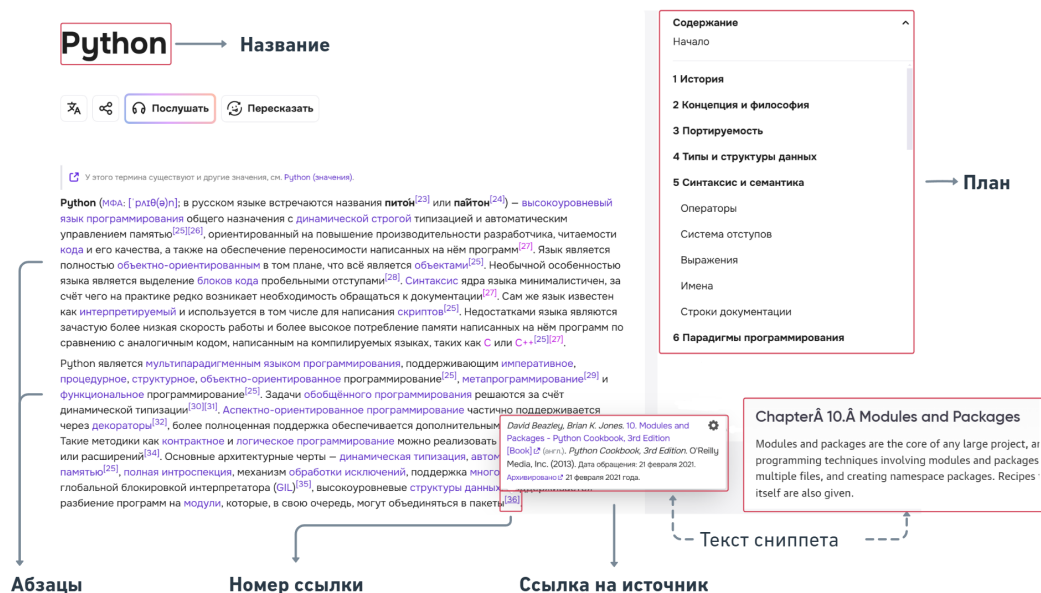 Python
Название
Послушать
Пересказать
У этого термина существуют и другие значения, см. Python (значения).
Python (МФА: [ˈpʌɪθ(ə)n]; в русском языке встречаются названия пито́н[23] или па́йтон[24]) — высокоуровневый
язык программирования общего назначения с динамической строгой типизацией и автоматическим
управлением памятью[25][26], ориентированный на повышение производительности разработчика, читаемости
кода и его качества, а также на обеспечение переносимости написанных на нём программ[27]. Язык является
полностью объектно-ориентированным в том плане, что всё является объектами[25]. Необычной особенностью
языка является выделение блоков кода пробельными отступами[28]. Синтаксис ядра языка минималистичен, за
счёт чего на практике редко возникает необходимость обращаться к документации[27]. Сам же язык известен
как интерпретируемый и используется в том числе для написания скриптов[25]. Недостатками языка являются
зачастую более низкая скорость работы и более высокое потребление памяти написанных на нём программ по
сравнению с аналогичным кодом, написанным на компилируемых языках, таких как C или C++[25][27].
Python является мультипарадигменным языком программирования, поддерживающим императивное,
процедурное, структурное, объектно-ориентированное программирование[25], метапрограммирование[29] и
функциональное программирование[25]. Задачи обобщённого программирования решаются за счёт
динамической типизации[30][31]. Аспектно-ориентированное программирование частично поддерживается
через декораторы[32], более полноценная поддержка обеспечивается дополнительным
Такие методики как контрактное и логическое программирование можно реализовать
или расширений[34]. Основные архитектурные черты — динамическая типизация, автом
памятью[25], полная интроспекция, механизм обработки исключений, поддержка много
глобальной блокировкой интерпретатора (GIL)[35], высокоуровневые структуры данных
разбиение программ на модули, которые, в свою очередь, могут объединяться в пакеты[36]
David Beazley, Brian K. Jones. 10. Modules and
Packages - Python Cookbook, 3rd Edition
[Book] (англ.). Python Cookbook, 3rd Edition. O'Reilly
Media, Inc. (2013). Дата обращения: 21 февраля 2021.
Архивировано 21 февраля 2021 года.
Содержание
Начало
1 История
2 Концепция и философия
3 Портируемость
4 Типы и структуры данных
5 Синтаксис и семантика
Операторы
Система отступов
Выражения
Имена
Строки документации
6 Парадигмы программирования
План
ChapterÂ 10.Â Modules and Packages
Modules and packages are the core of any large project, an
programming techniques involving modules and packages
multiple files, and creating namespace packages. Recipes
itself are also given.
Текст сниппета
Абзацы
Номер ссылки
Ссылка на источник